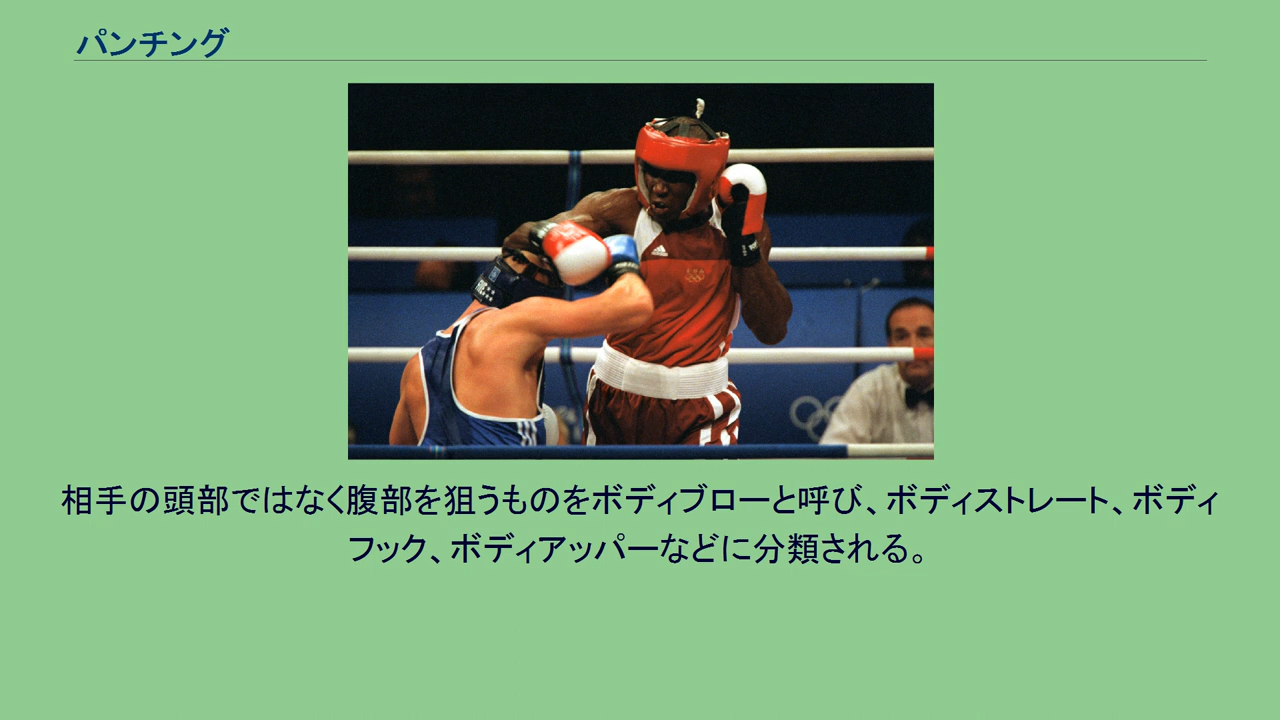 パンチング
相手の頭部ではなく腹部を狙うものをボディブローと呼び、ボディストレート、ボディ
フック、ボディアッパーなどに分類される。